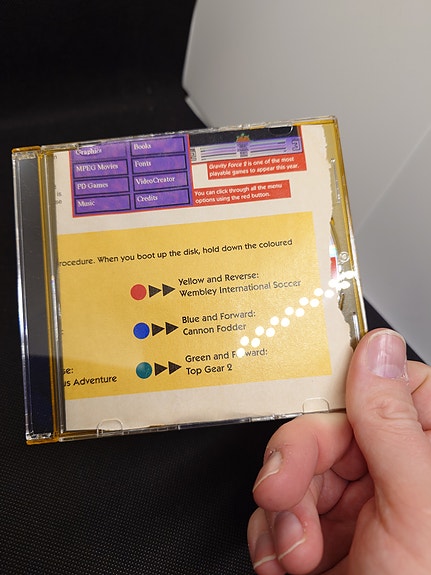 Graphics
Books
MPEG Movies
Fonts
PD Games
VideoCreator
Music
Credits
Gravity Force 2 is one of the most
playable games to appear this year.
You can click through all the menu
options using the red button.
rocedure. When you boot up the disk, hold down the coloured
Yellow and Reverse:
Wembley International Soccer
Blue and Forward:
Cannon Fodder
Green and Forward:
Top Gear 2
se:
us Adventure